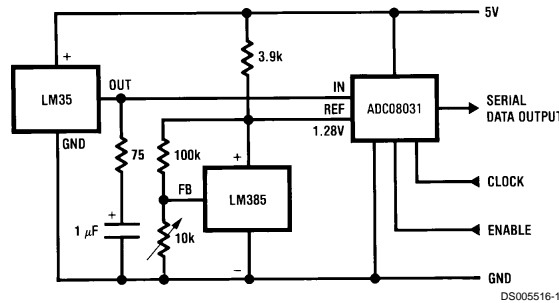 5V
+
3.9k
OUT
IN
LM35
REF
ADC08031
SERIAL
DATA OUTPUT
1.28V
GND
75
100k
+
CLOCK
FB
LM385
+
1 μF
10k
ENABLE
–
GND
DS005516-1